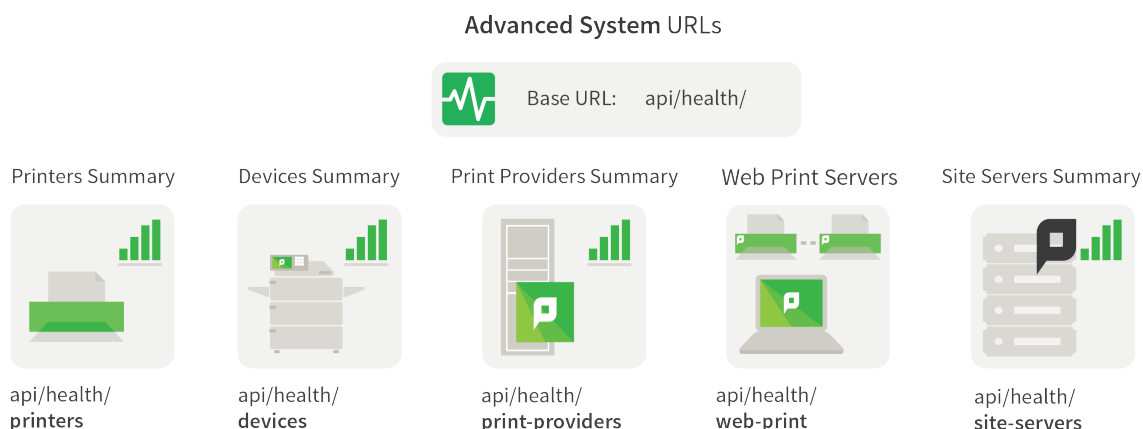 Advanced System URLs
Base URL: api/health/
Printers Summary
Devices Summary
Print Providers Summary
Web Print Servers
Site Servers Summary
api/health/
printers
api/health/
devices
api/health/
print-providers
api/health/
web-print
api/health/
site-servers